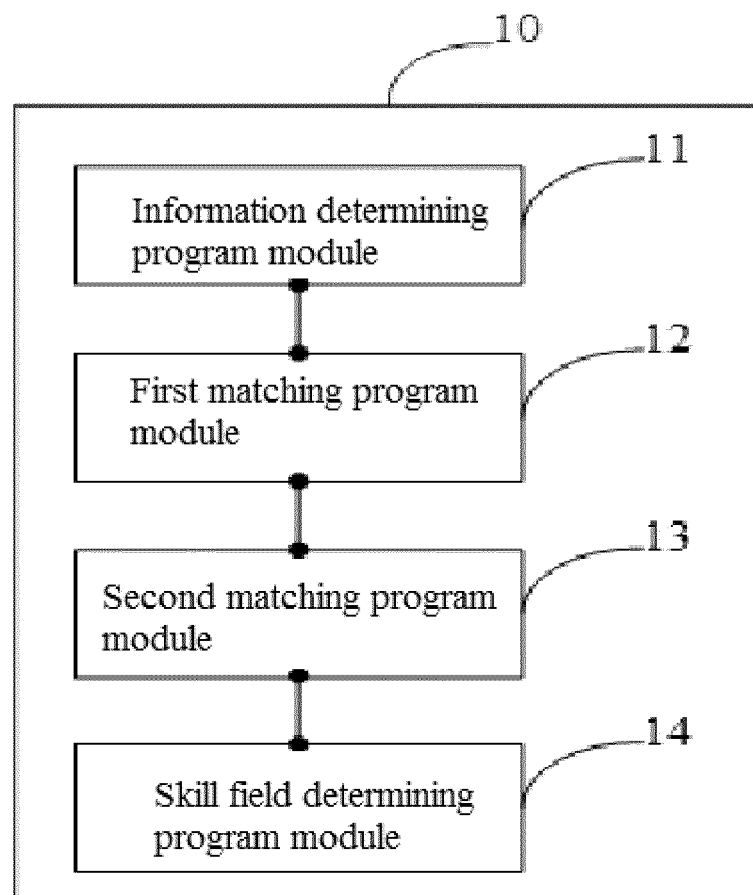 10
11
Information determining
program module
12
First matching program
module
13
Second matching program
module
14
Skill field determining
program module